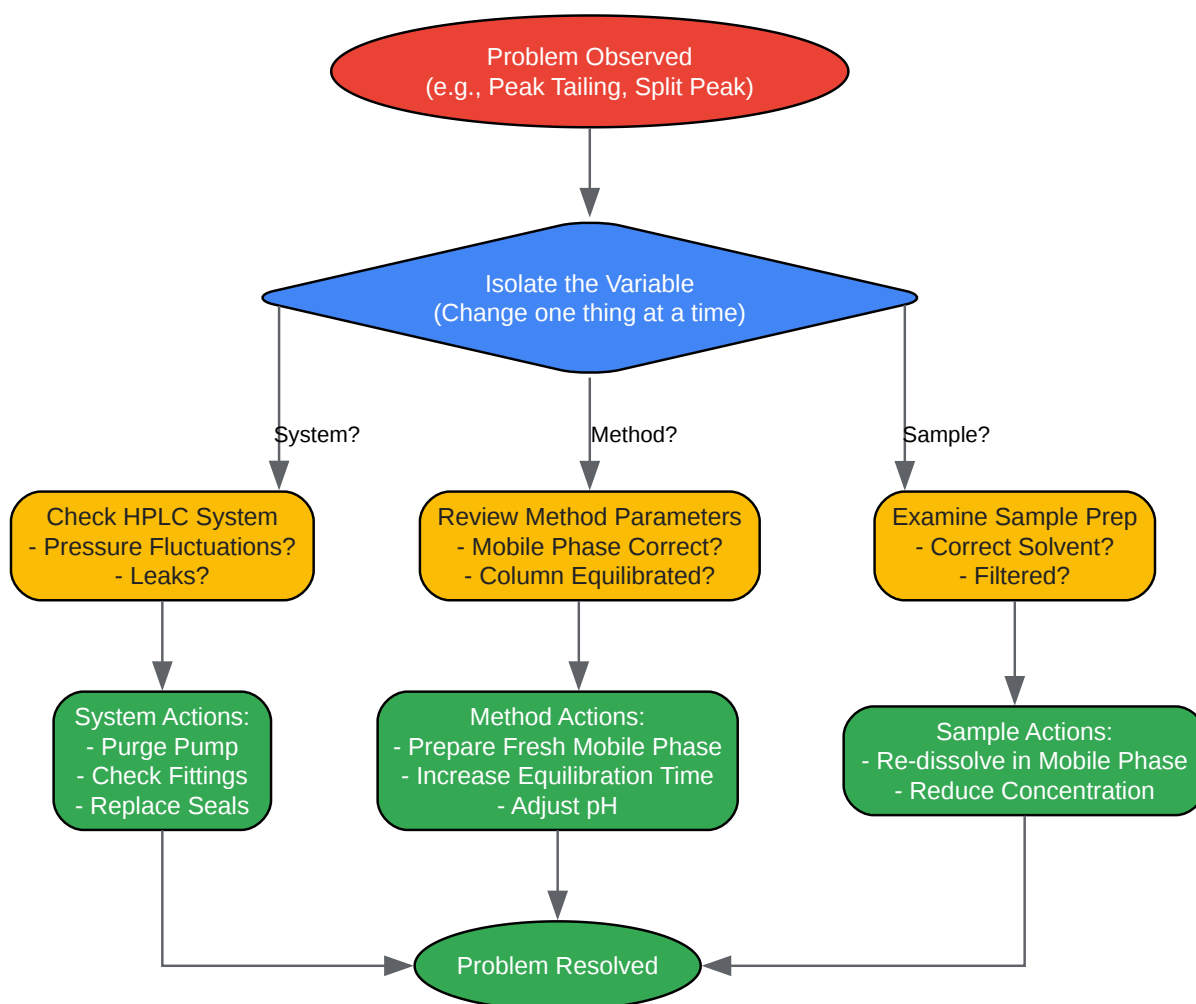 Problem Observed
(e.g., Peak Tailing, Split Peak)
Isolate the Variable
(Change one thing at a time)
System?
Method?
Sample?
Check HPLC System
- Pressure Fluctuations?
- Leaks?
Review Method Parameters
- Mobile Phase Correct?
- Column Equilibrated?
Examine Sample Prep
- Correct Solvent?
- Filtered?
System Actions:
- Purge Pump
- Check Fittings
- Replace Seals
Method Actions:
- Prepare Fresh Mobile Phase
- Increase Equilibration Time
- Adjust pH
Sample Actions:
- Re-dissolve in Mobile Phase
- Reduce Concentration
Problem Resolved